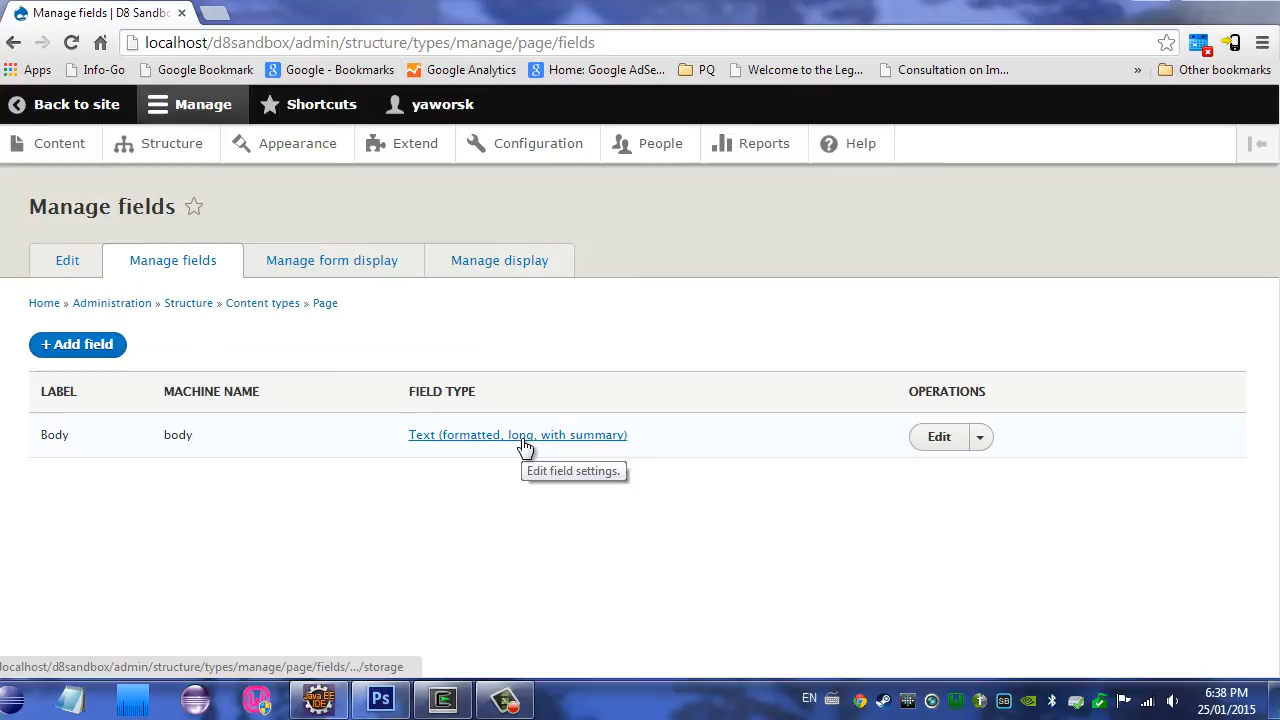 Manage fields | D8 Sandbo
localhost/d8sandbox/admin/structure/types/manage/page/fields
Apps Info-Go Google Bookmark Google - Bookmarks Google Analytics Home: Google AdSe... PQ Welcome to the Leg... Consultation on Im... » Other bookmarks
Back to site Manage Shortcuts yaworsk
Content Structure Appearance Extend Configuration People Reports Help
Manage fields
Edit Manage fields Manage form display Manage display
Home » Administration » Structure » Content types » Page
+ Add field
LABEL MACHINE NAME FIELD TYPE OPERATIONS
Body body Text (formatted, long, with summary) Edit
Edit field settings.
localhost/d8sandbox/admin/structure/types/manage/page/fields/.../storage
Java EE IDE Ps EN 6:38 PM
25/01/2015